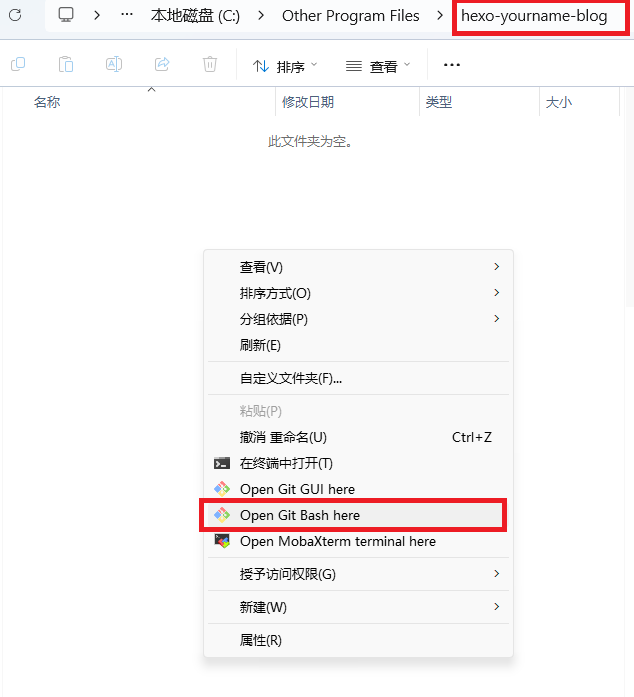 ··· 本地磁盘 (C:) Other Program Files hexo-yourname-blog
排序 查看 ···
名称 修改日期 类型 大小
此文件夹为空。
查看(V)
排序方式(O)
分组依据(P)
刷新(E)
自定义文件夹(F)...
粘贴(P)
撤消 重命名(U) Ctrl+Z
在终端中打开(T)
Open Git GUI here
Open Git Bash here
Open MobaXterm terminal here
授予访问权限(G)
新建(W)
属性(R)